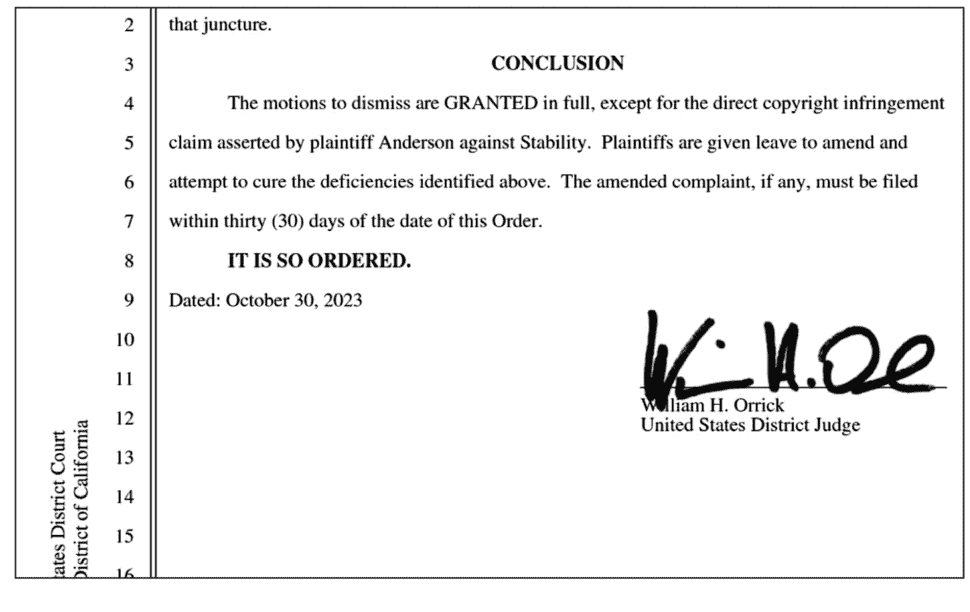 2 that juncture.
3 CONCLUSION
4 The motions to dismiss are GRANTED in full, except for the direct copyright infringement
5 claim asserted by plaintiff Anderson against Stability. Plaintiffs are given leave to amend and
6 attempt to cure the deficiencies identified above. The amended complaint, if any, must be filed
7 within thirty (30) days of the date of this Order.
8 IT IS SO ORDERED.
9 Dated: October 30, 2023
10
11
William H. Orrick
12
United States District Judge
13
14
15
16
ates District Court
District of California